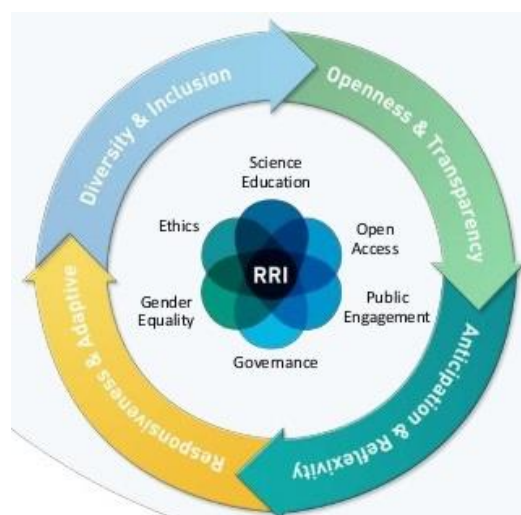 Diversity & Inclusion
Openness & Transparency
Science
Education
Ethics
Open
Access
RRI
Gender
Equality
Public
Engagement
Governance
Responsiveness & Adaptive
Anticipation & Reflexivity